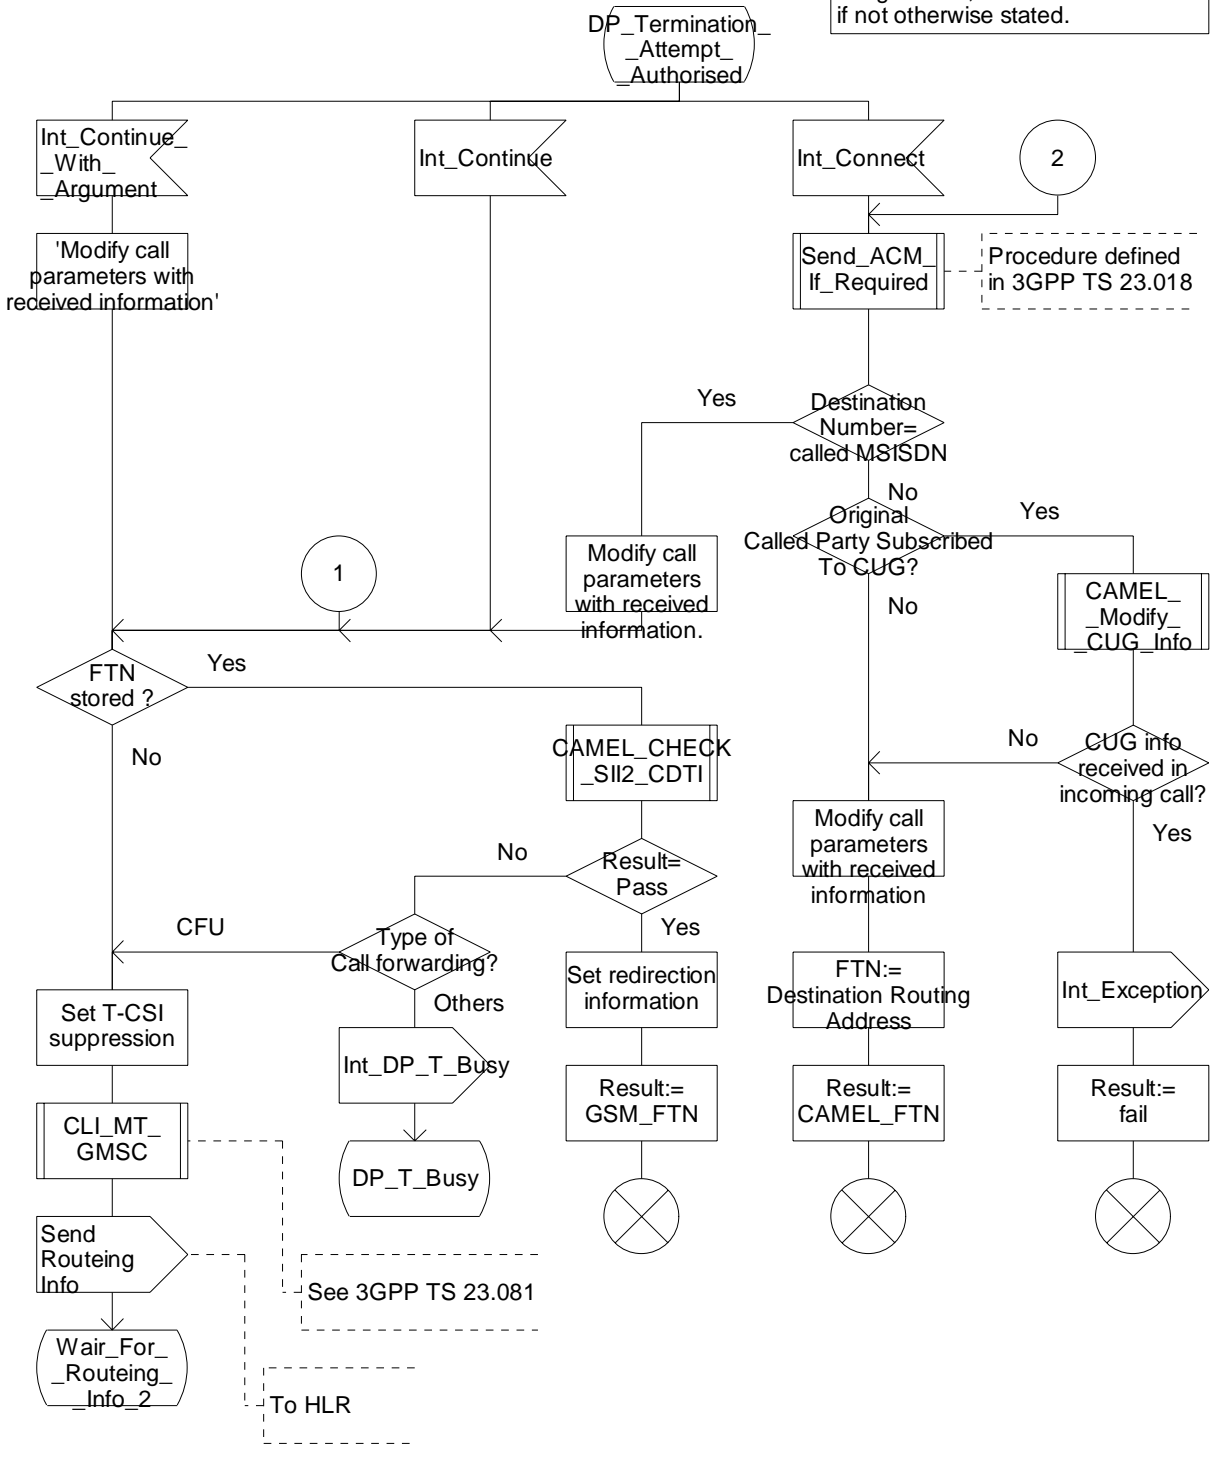 if not otherwise stated.
DP_Termination_
_Attempt_
_Authorised
Int_Continue_
_With_
_Argument
Int_Continue
Int_Connect
2
'Modify call
parameters with
received information'
Send_ACM_
If_Required
Procedure defined
in 3GPP TS 23.018
Yes
Destination
Number=
called MSISDN
No
Original
Called Party Subscribed
To CUG?
Yes
No
1
Modify call
parameters
with received
information.
CAMEL_
_Modify_
_CUG_Info
FTN
stored ?
Yes
No
CAMEL_CHECK
_SII2_CDTI
No
CUG info
received in
incoming call?
Yes
Modify call
parameters
with received
information
No
Result=
Pass
Yes
CFU
Type of
Call forwarding?
Others
Set redirection
information
FTN:=
Destination Routing
Address
Int_Exception
Set T-CSI
suppression
Int_DP_T_Busy
Result:=
GSM_FTN
Result:=
CAMEL_FTN
Result:=
fail
CLI_MT_
GMSC
DP_T_Busy
Send
Routeing
Info
See 3GPP TS 23.081
Wair_For_
_Routeing_
_Info_2
To HLR